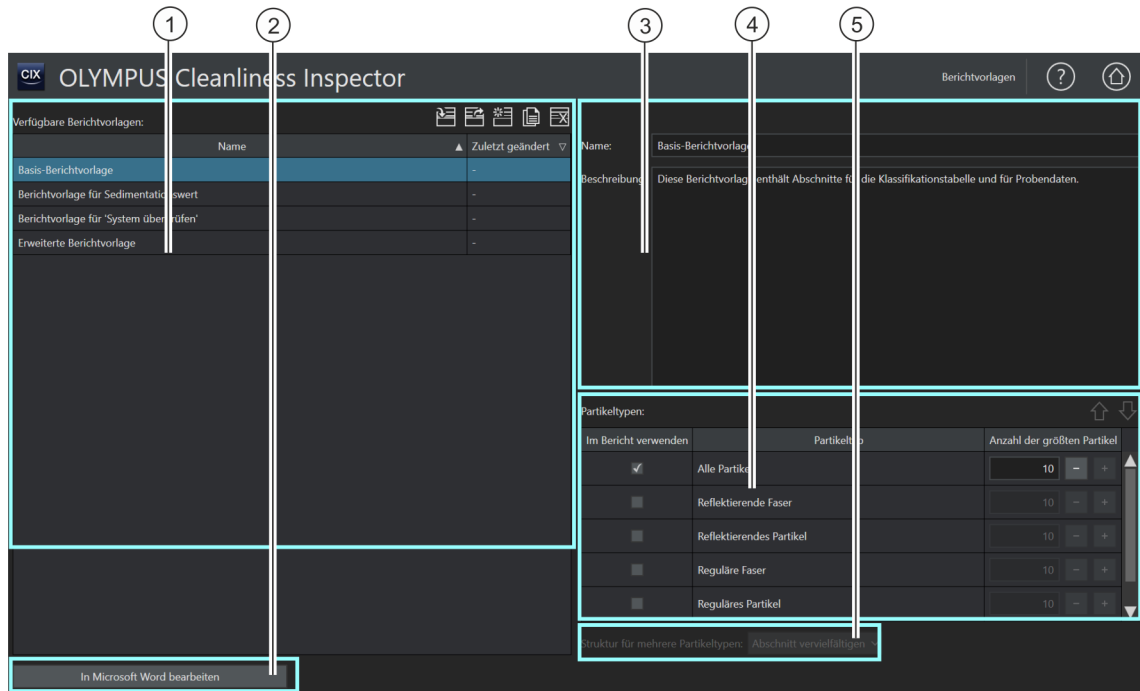 1 2 3 4 5
CIX OLYMPUS Cleanliness Inspector Berichtvorlagen ?
Verfügbare Berichtvorlagen:
Name ▲ Zuletzt geändert ▽
Basis-Berichtvorlage -
Berichtvorlage für Sedimentationswert -
Berichtvorlage für 'System überprüfen' -
Erweiterte Berichtvorlage -
In Microsoft Word bearbeiten
Name: Basis-Berichtvorlage
Beschreibung: Diese Berichtvorlage enthält Abschnitte für die Klassifikationstabelle und für Probendaten.
Partikeltypen:
Im Bericht verwenden Partikeltyp Anzahl der größten Partikel
✓ Alle Partikel 10 - +
Reflektierende Faser 10 - +
Reflektierendes Partikel 10 - +
Reguläre Faser 10 - +
Reguläres Partikel 10 - +
Struktur für mehrere Partikeltypen: Abschnitt vervielfältigen